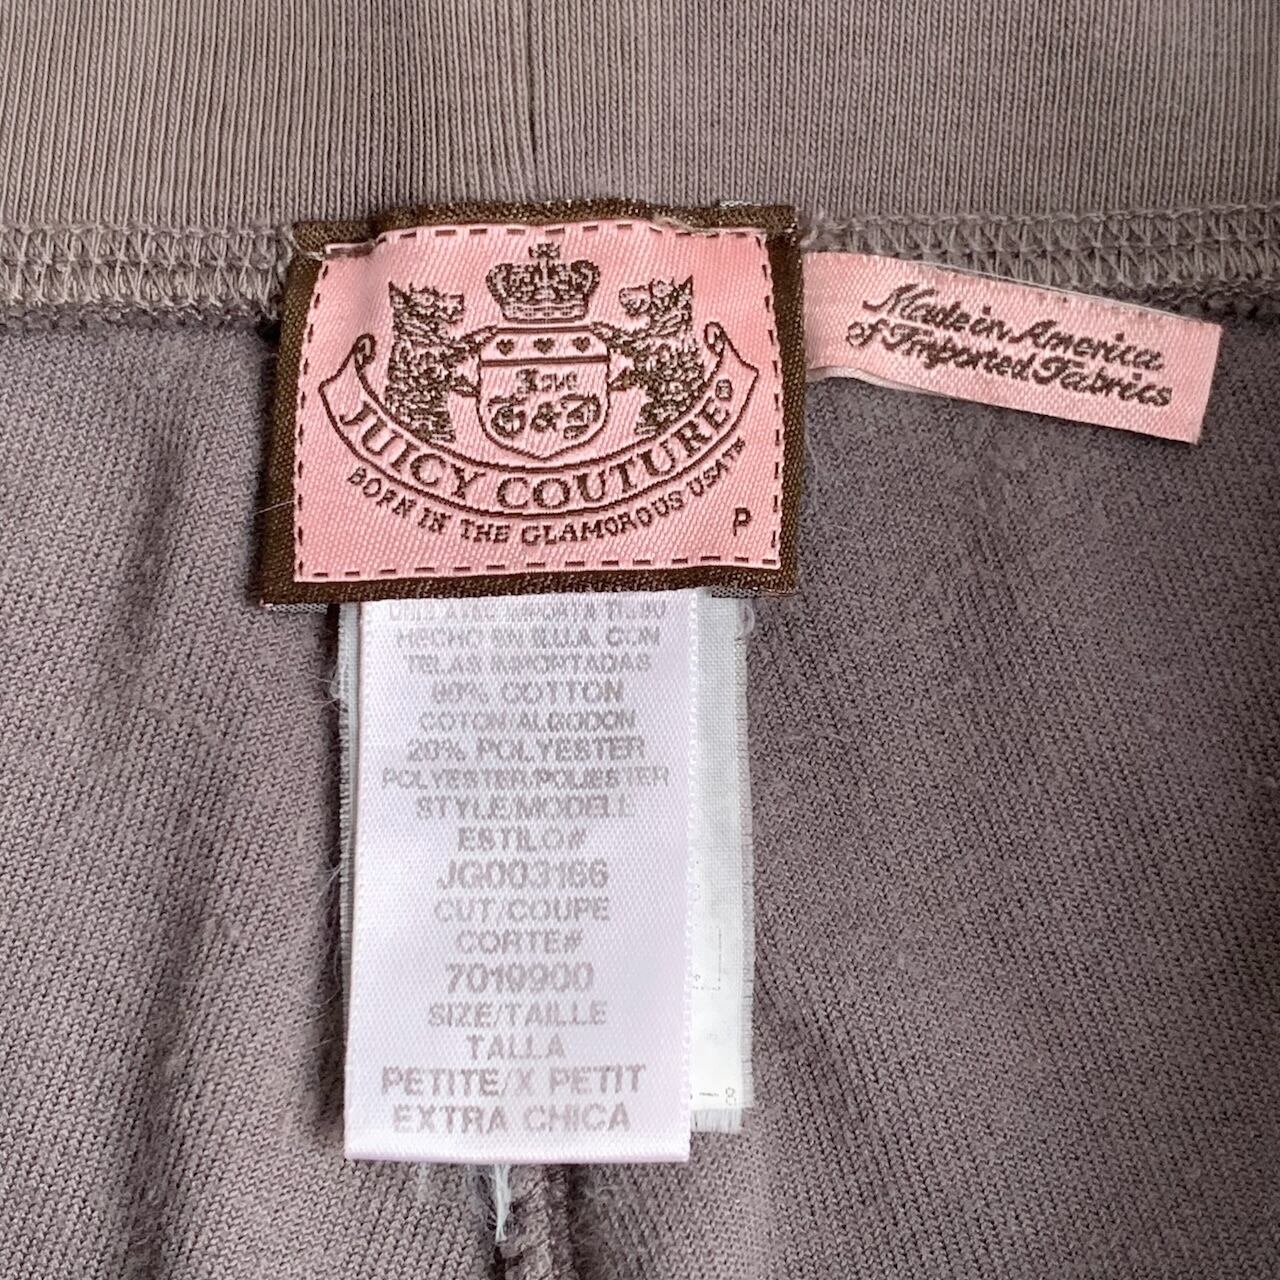 Love
G&P
JUICY COUTURE®
BORN IN THE GLAMOROUS USA™
P
Made in America
of Imported Fabrics
HECHO EN E.U.A. CON
TELAS IMPORTADAS
80% COTTON
COTON/ALGODON
20% POLYESTER
POLYESTER/POLIESTER
STYLE/MODELE
ESTILO#
JG003166
CUT/COUPE
CORTE#
7019900
SIZE/TAILLE
TALLA
PETITE/X PETIT
EXTRA CHICA